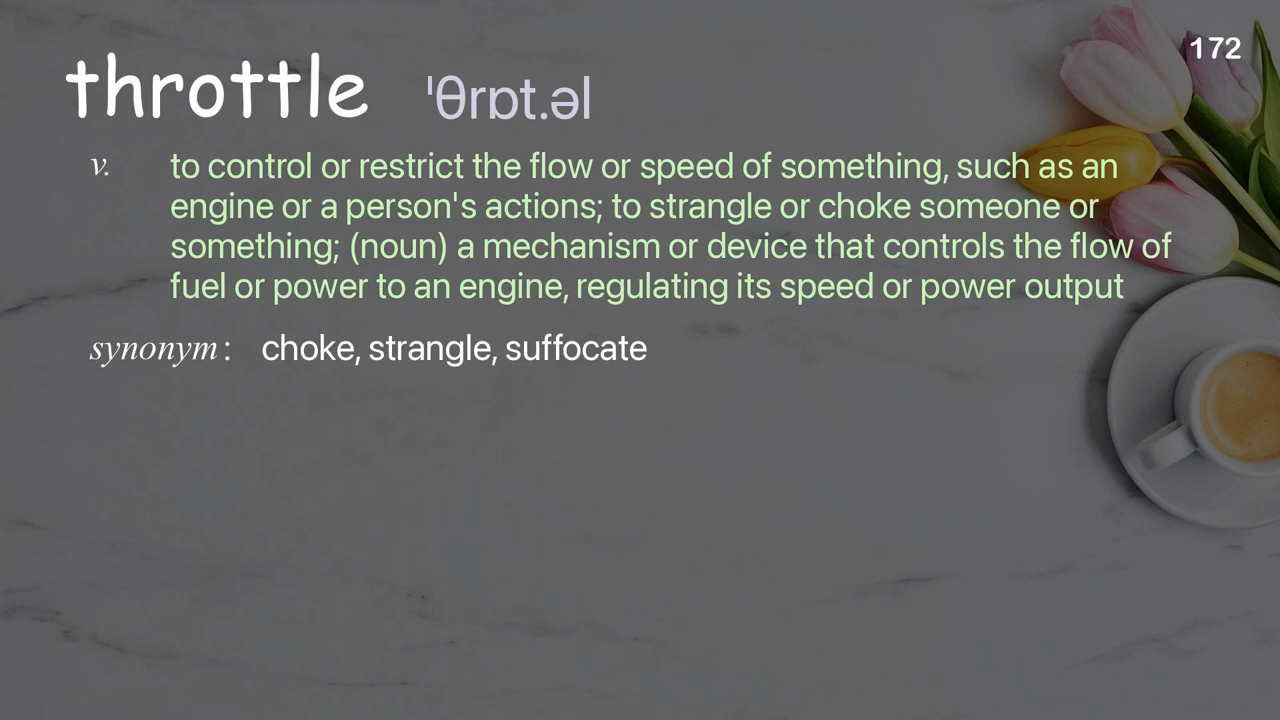 172
throttle ˈθrɒt.əl
v. to control or restrict the flow or speed of something, such as an
engine or a person's actions; to strangle or choke someone or
something; (noun) a mechanism or device that controls the flow of
fuel or power to an engine, regulating its speed or power output
synonym: choke, strangle, suffocate